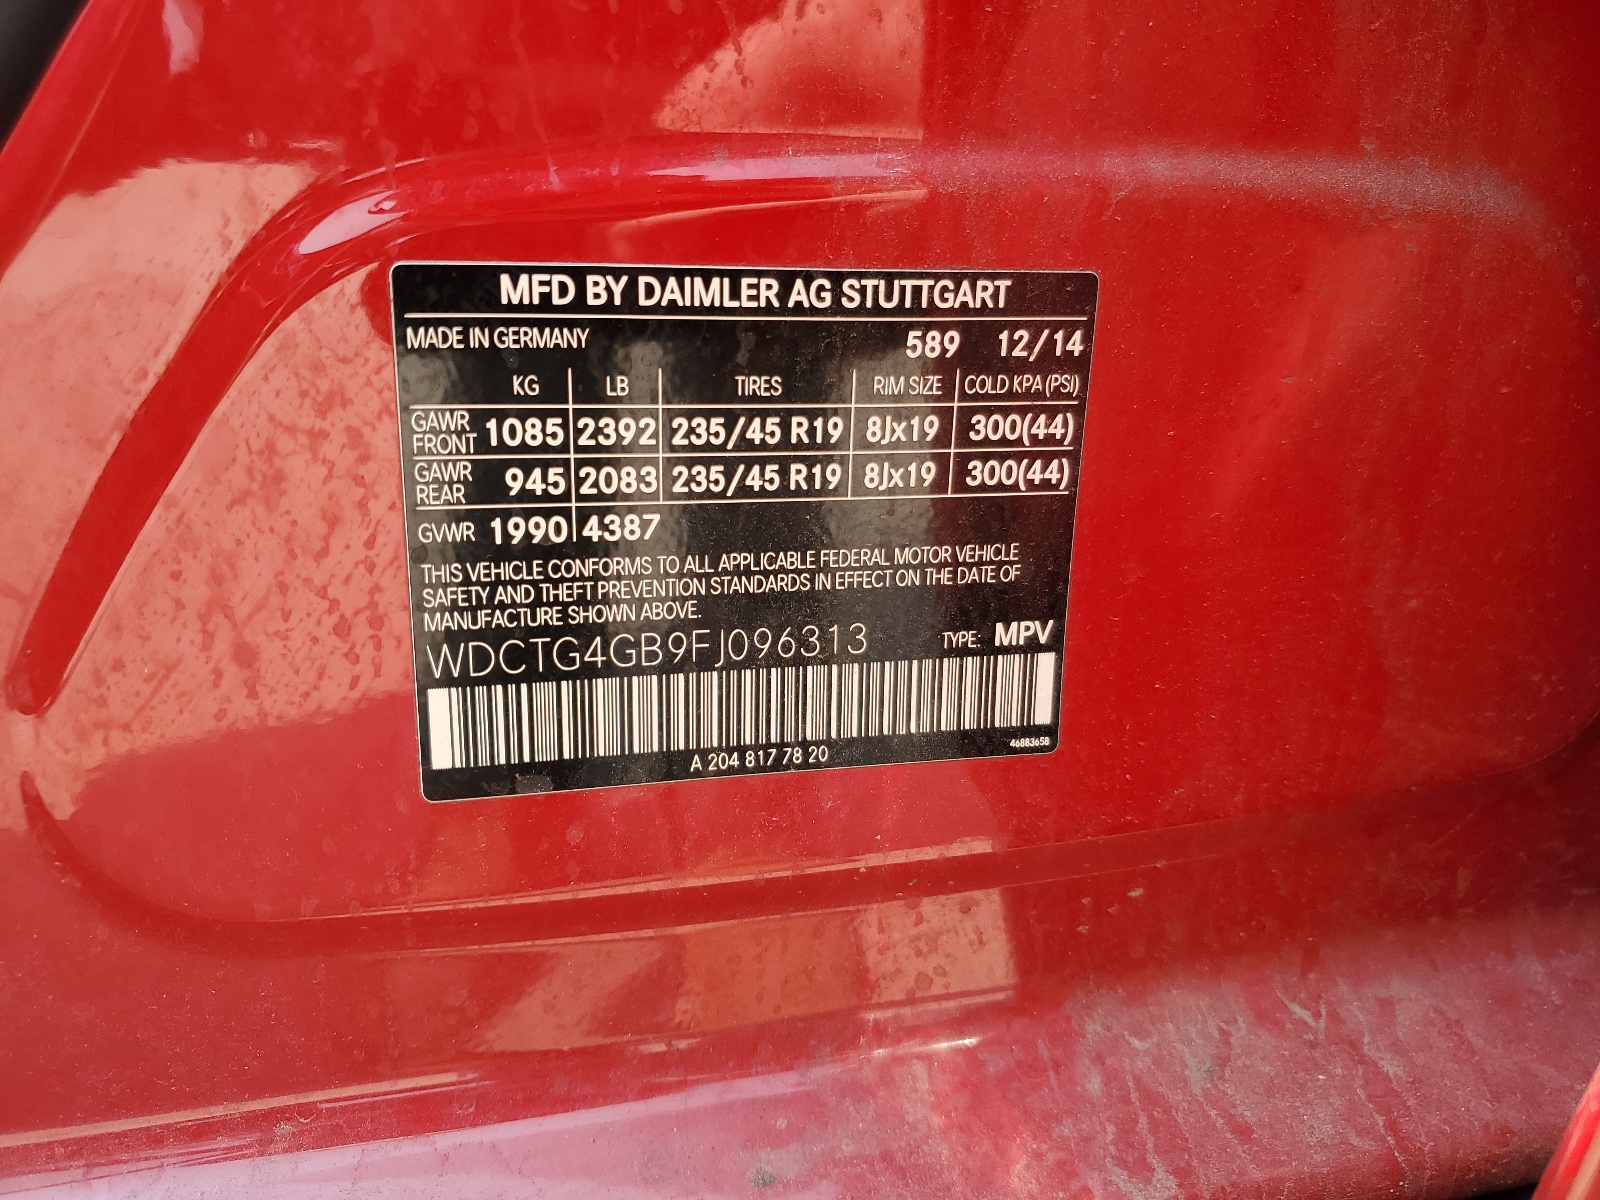 MFD BY DAIMLER AG STUTTGART
MADE IN GERMANY 589 12/14
KG LB TIRES RIM SIZE COLD KPA (PSI)
GAWR FRONT 1085 2392 235/45 R19 8Jx19 300(44)
GAWR REAR 945 2083 235/45 R19 8Jx19 300(44)
GVWR 1990 4387
THIS VEHICLE CONFORMS TO ALL APPLICABLE FEDERAL MOTOR VEHICLE
SAFETY AND THEFT PREVENTION STANDARDS IN EFFECT ON THE DATE OF
MANUFACTURE SHOWN ABOVE.
WDCTG4GB9FJ096313 TYPE: MPV
A 204 817 78 20 46883658